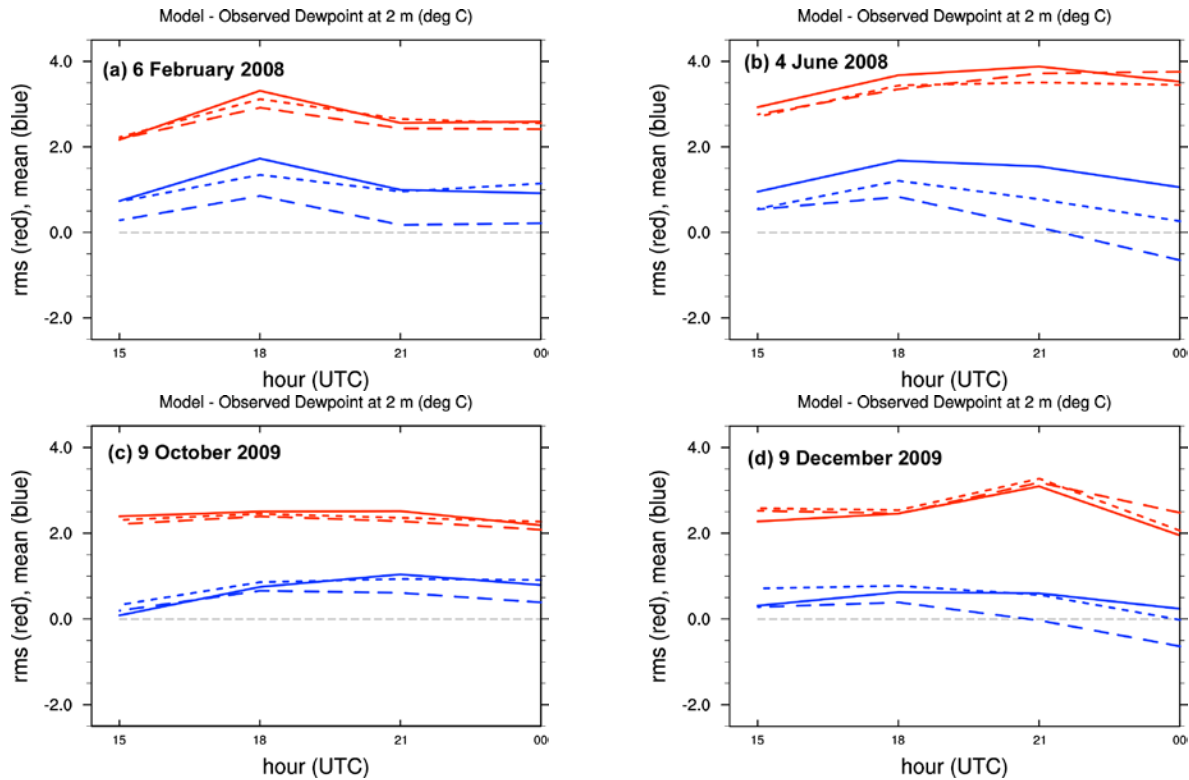 Model - Observed Dewpoint at 2 m (deg C)
(a) 6 February 2008
rms (red), mean (blue)
4.0
2.0
0.0
-2.0
15
18
21
00
hour (UTC)
Model - Observed Dewpoint at 2 m (deg C)
(b) 4 June 2008
rms (red), mean (blue)
4.0
2.0
0.0
-2.0
15
18
21
00
hour (UTC)
Model - Observed Dewpoint at 2 m (deg C)
(c) 9 October 2009
rms (red), mean (blue)
4.0
2.0
0.0
-2.0
15
18
21
00
hour (UTC)
Model - Observed Dewpoint at 2 m (deg C)
(d) 9 December 2009
rms (red), mean (blue)
4.0
2.0
0.0
-2.0
15
18
21
00
hour (UTC)